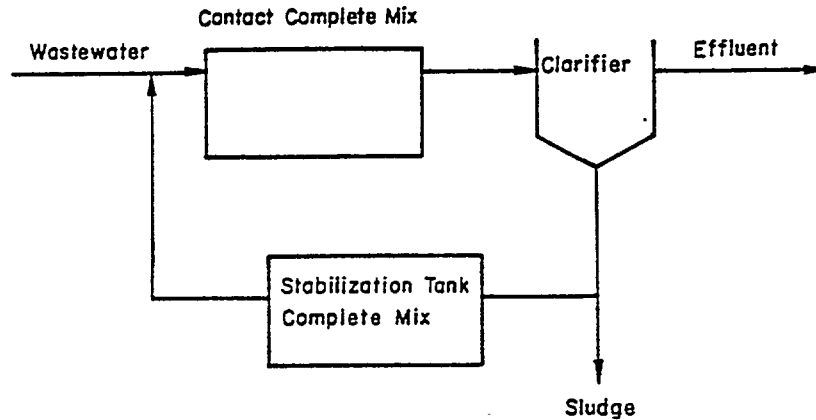 Contact Complete Mix
Wastewater
Clarifier
Effluent
Stabilization Tank
Complete Mix
Sludge